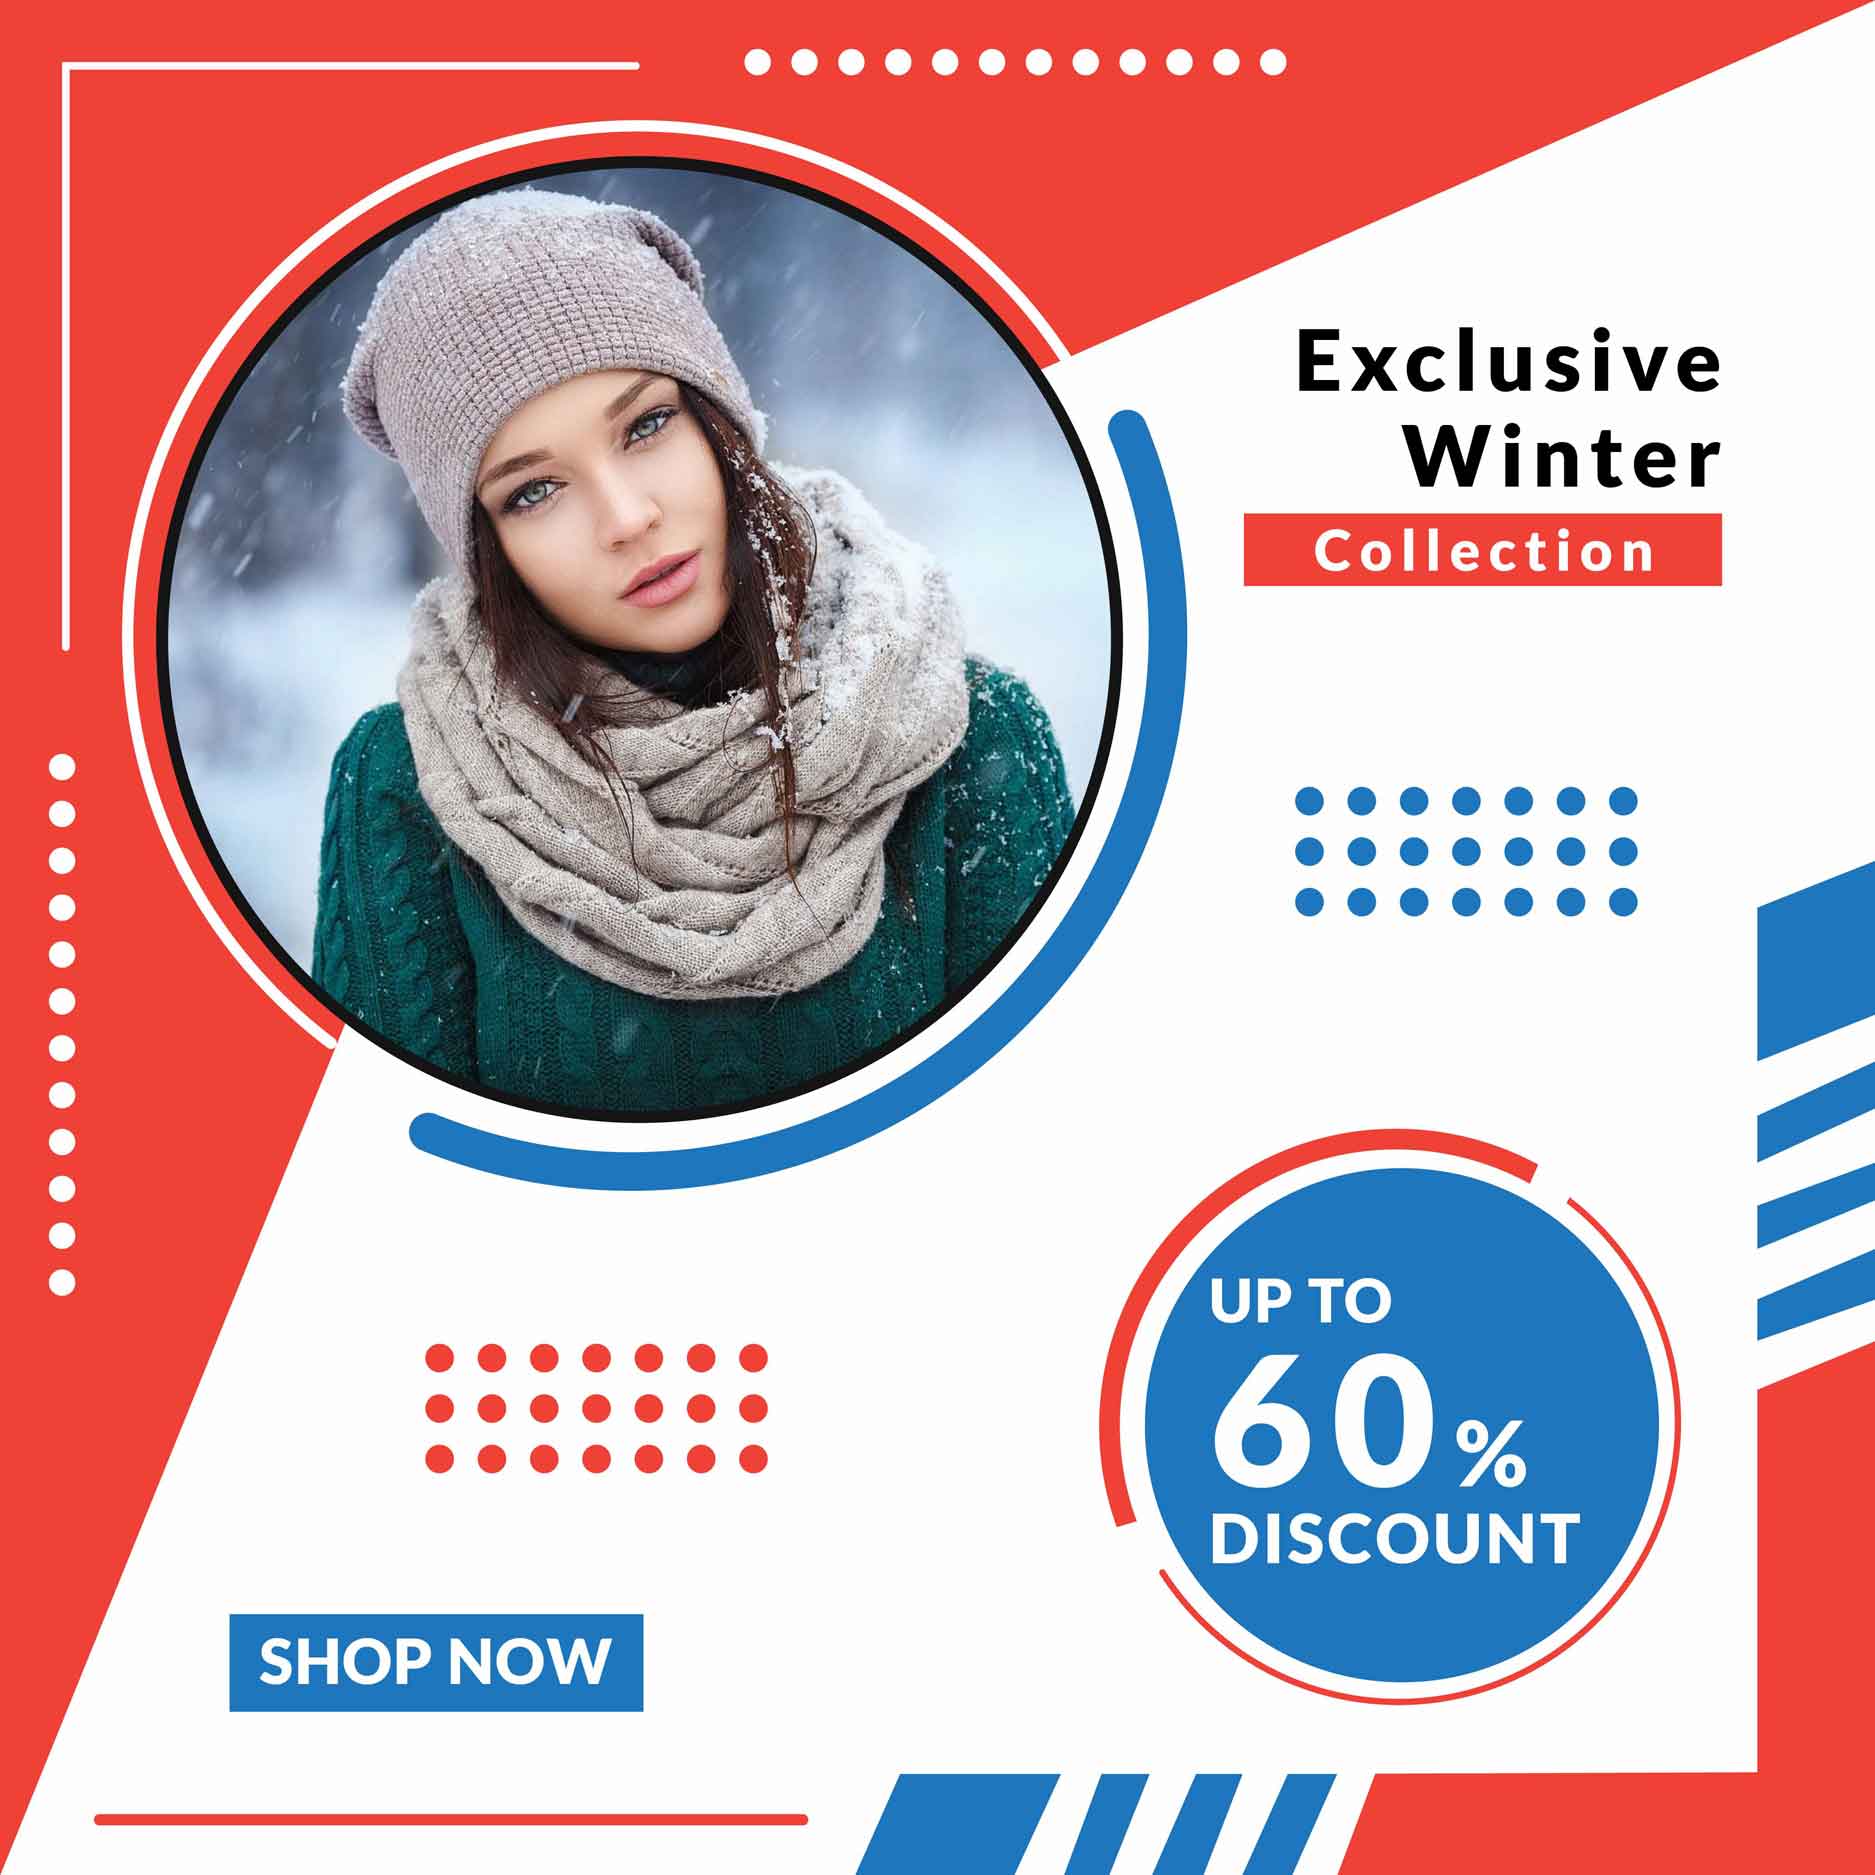 Exclusive
Winter
Collection
UP TO
60%
DISCOUNT
SHOP NOW